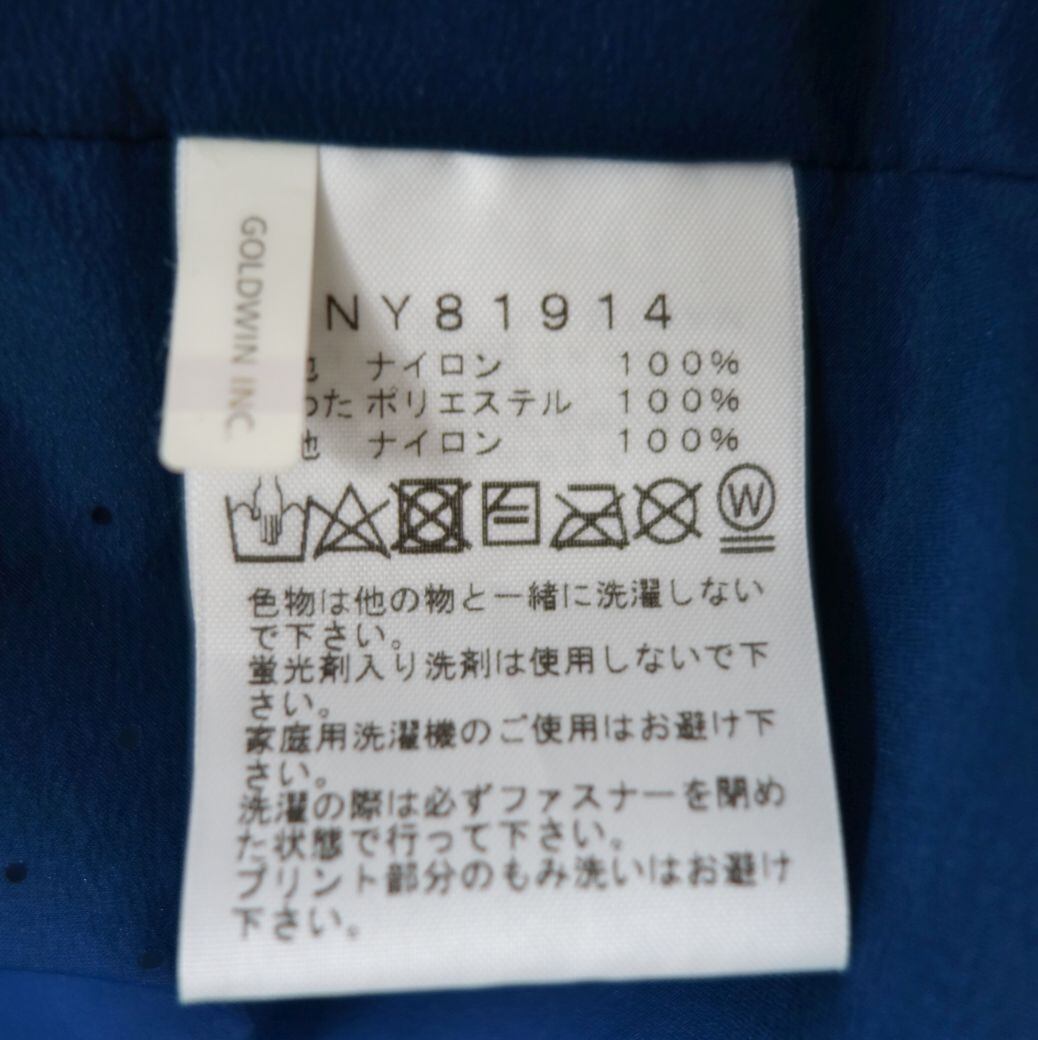 GOLDWIN INC.
NY81914
地 ナイロン 100%
わた ポリエステル 100%
地 ナイロン 100%
W
色物は他の物と一緒に洗濯しない
で下さい。
蛍光剤入り洗剤は使用しないで下
さい。
家庭用洗濯機のご使用はお避け下
さい。
洗濯の際は必ずファスナーを閉め
た状態で行って下さい。
プリント部分のもみ洗いはお避け
下さい。